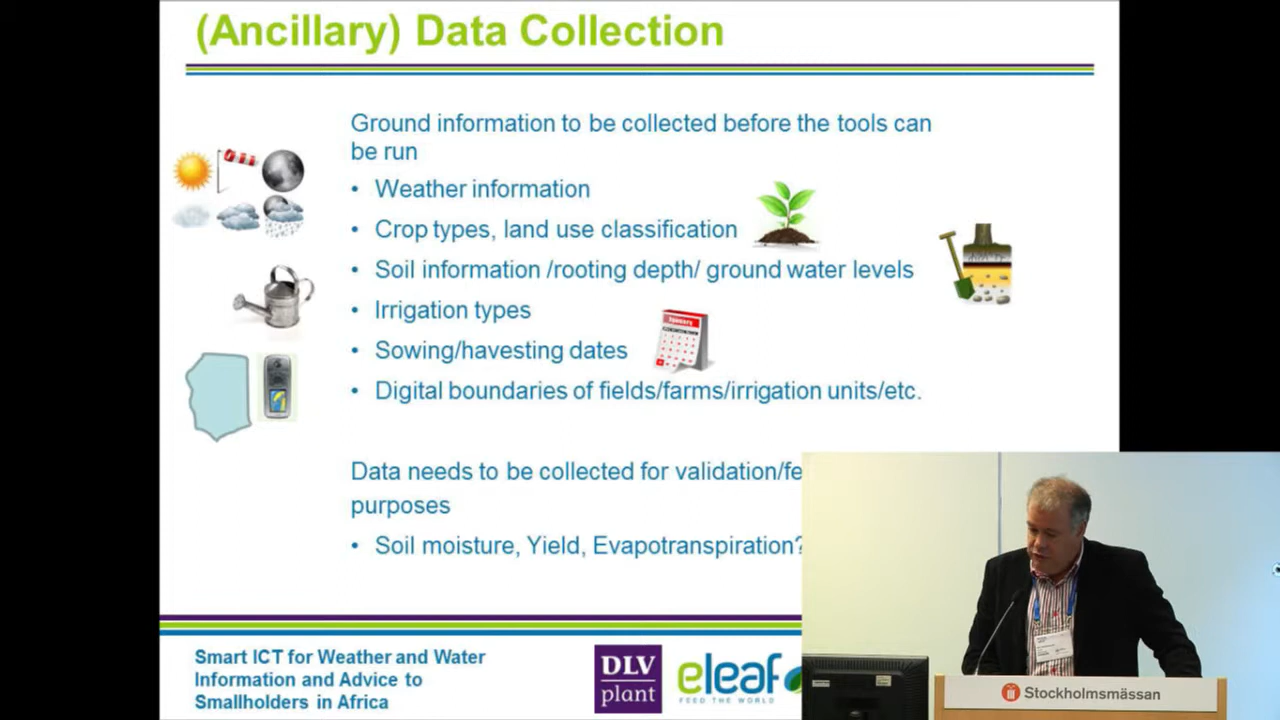 (Ancillary) Data Collection
Ground information to be collected before the tools can
be run
• Weather information
• Crop types, land use classification
• Soil information /rooting depth/ ground water levels
• Irrigation types
• Sowing/havesting dates
• Digital boundaries of fields/farms/irrigation units/etc.
Data needs to be collected for validation/fe
purposes
• Soil moisture, Yield, Evapotranspiration?
Smart ICT for Weather and Water
Information and Advice to
Smallholders in Africa
DLV
plant
eleaf
FEED THE WORLD
Stockholmsmässan